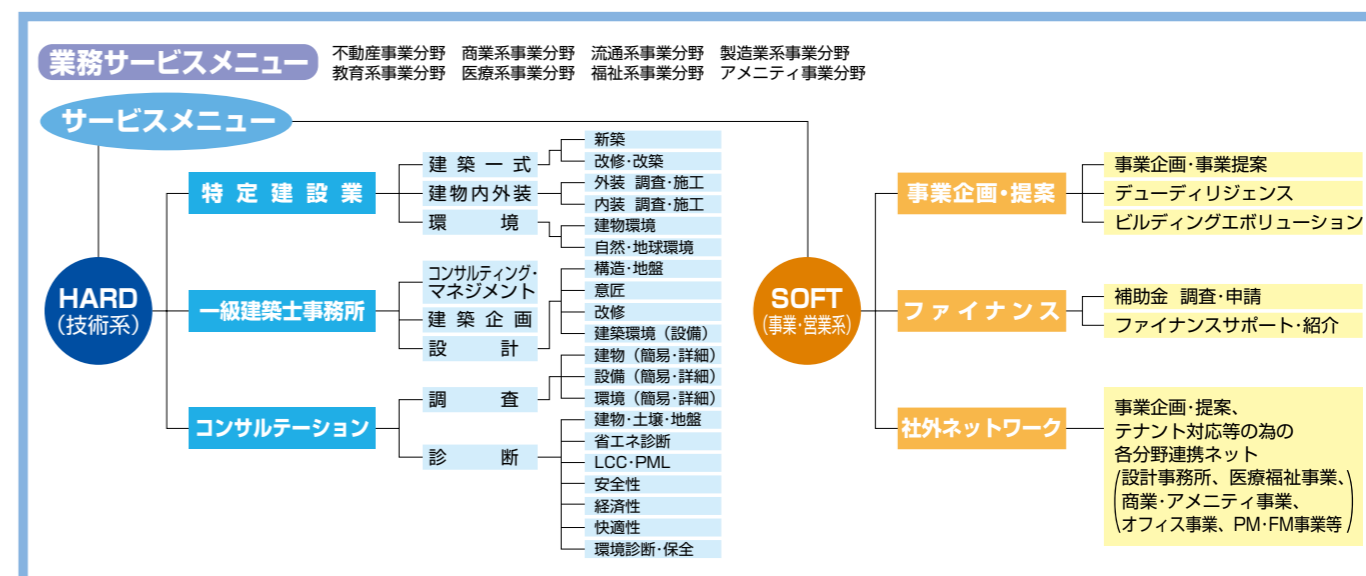 業務サービスメニュー
不動産事業分野 商業系事業分野 流通系事業分野 製造業系事業分野
教育系事業分野 医療系事業分野 福祉系事業分野 アメニティ事業分野
サービスメニュー
HARD
(技術系)
特定建設業
建築一式
新築
改修・改築
建物内外装
外装 調査・施工
内装 調査・施工
環境
建物環境
自然・地球環境
一級建築士事務所
コンサルティング・
マネジメント
建築企画
設計
構造・地盤
意匠
改修
建築環境(設備)
コンサルテーション
調査
建物(簡易・詳細)
設備(簡易・詳細)
環境(簡易・詳細)
診断
建物・土壌・地盤
省エネ診断
LCC・PML
安全性
経済性
快適性
環境診断・保全
SOFT
(事業・営業系)
事業企画・提案
事業企画・事業提案
デューディリジェンス
ビルディングエボリューション
ファイナンス
補助金 調査・申請
ファイナンスサポート・紹介
社外ネットワーク
事業企画・提案、
テナント対応等の為の
各分野連携ネット
(設計事務所、医療福祉事業、
商業・アメニティ事業、
オフィス事業、PM・FM事業等)